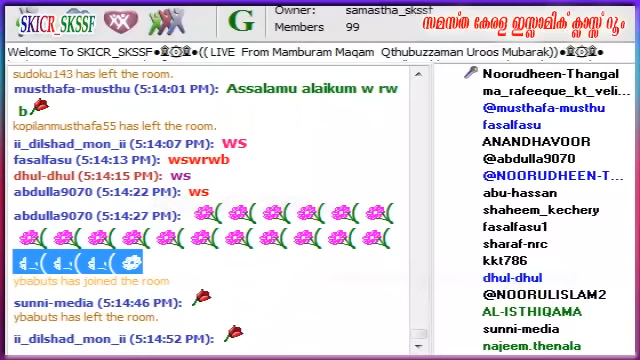 SKICR_SKSSF
G
Owner: samastha_skssf
Members 99
സമസ്ത കേരള ഇസ്ലാമിക് ക്ലാസ്സ് റൂം
Welcome To SKICR_SKSSF●۩۞۩●(( LIVE From Mamburam Maqam Qthubuzzaman Uroos Mubarak))●۩۞۩●
sudoku143 has left the room.
musthafa-musthu (5:14:01 PM): Assalamu alaikum w rw
b
kopilanmusthafa55 has left the room.
ii_dilshad_mon_ii (5:14:07 PM): ws
fasalfasu (5:14:13 PM): wswrwb
dhul-dhul (5:14:15 PM): ws
abdulla9070 (5:14:22 PM): ws
abdulla9070 (5:14:27 PM):
ybabuts has joined the room.
sunni-media (5:14:46 PM):
ybabuts has left the room.
ii_dilshad_mon_ii (5:14:52 PM):
Noorudheen-Thangal
ma_rafeeque_kt_veli...
@musthafa-musthu
fasalfasu
ANANDHAVOOR
@abdulla9070
@NOORUDHEEN-T...
abu-hassan
shaheem_kechery
fasalfasu1
sharaf-nrc
kkt786
dhul-dhul
@NOORULISLAM2
AL-ISTHIQAMA
sunni-media
najeem.thenala